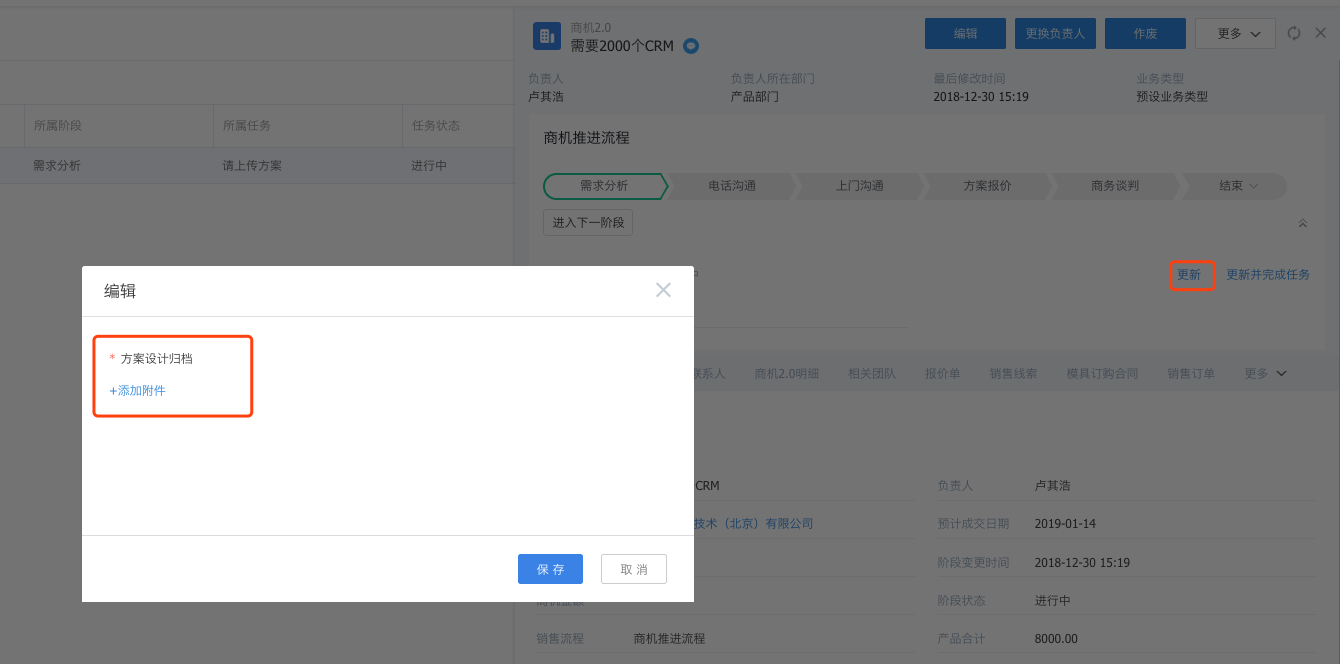 商机2.0
需要2000个CRM
编辑
更换负责人
作废
更多
负责人
负责人所在部门
最后修改时间
业务类型
卢其浩
产品部门
2018-12-30 15:19
预设业务类型
所属阶段
所属任务
任务状态
需求分析
请上传方案
进行中
商机推进流程
需求分析
电话沟通
上门沟通
方案报价
商务谈判
结束
进入下一阶段
更新
更新并完成任务
编辑
* 方案设计归档
+添加附件
保 存
取 消
联系人
商机2.0明细
相关团队
报价单
销售线索
模具订购合同
销售订单
更多
CRM
负责人
卢其浩
技术（北京）有限公司
预计成交日期
2019-01-14
阶段变更时间
2018-12-30 15:19
阶段状态
进行中
销售流程
商机推进流程
产品合计
8000.00